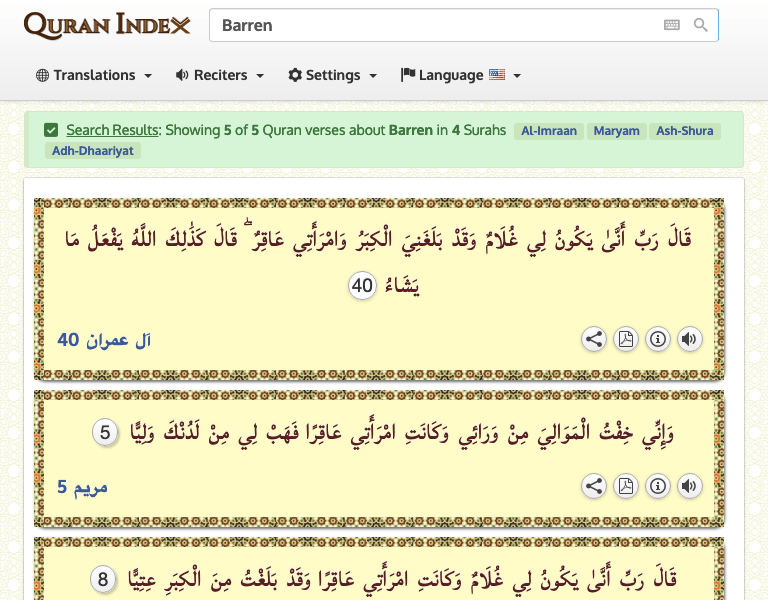 QURAN INDEX
Barren
Translations Reciters Settings Language
Search Results: Showing 5 of 5 Quran verses about Barren in 4 Surahs Al-Imraan Maryam Ash-Shura
Adh-Dhaariyat
قَالَ رَبِّ أَنَّىٰ يَكُونُ لِي غُلَامٌ وَقَدْ بَلَغَنِيَ الْكِبَرُ وَامْرَأَتِي عَاقِرٌ ۖ قَالَ كَذَٰلِكَ اللَّهُ يَفْعَلُ مَا
يَشَاءُ 40
آل عمران 40
وَإِنِّي خِفْتُ الْمَوَالِيَ مِنْ وَرَائِي وَكَانَتِ امْرَأَتِي عَاقِرًا فَهَبْ لِي مِنْ لَدُنْكَ وَلِيًّا 5
مريم 5
قَالَ رَبِّ أَنَّىٰ يَكُونُ لِي غُلَامٌ وَكَانَتِ امْرَأَتِي عَاقِرًا وَقَدْ بَلَغْتُ مِنَ الْكِبَرِ عِتِيًّا 8